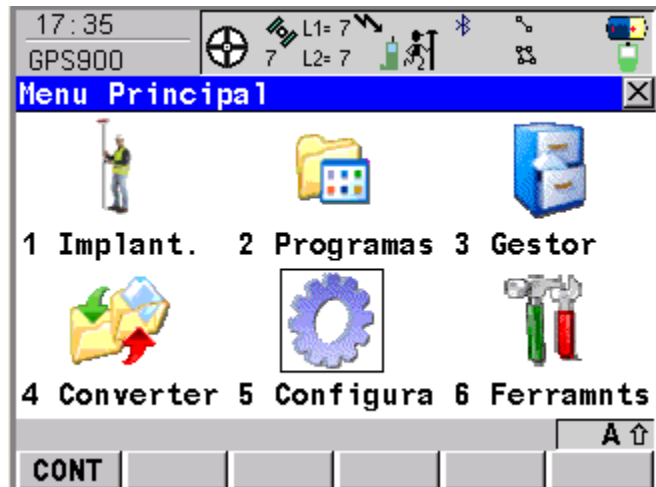 17:35
GPS900
L1= 7
7 L2= 7
Menu Principal
1 Implant. 2 Programas 3 Gestor
4 Converter 5 Configura 6 Ferramnts
A ⇧
CONT